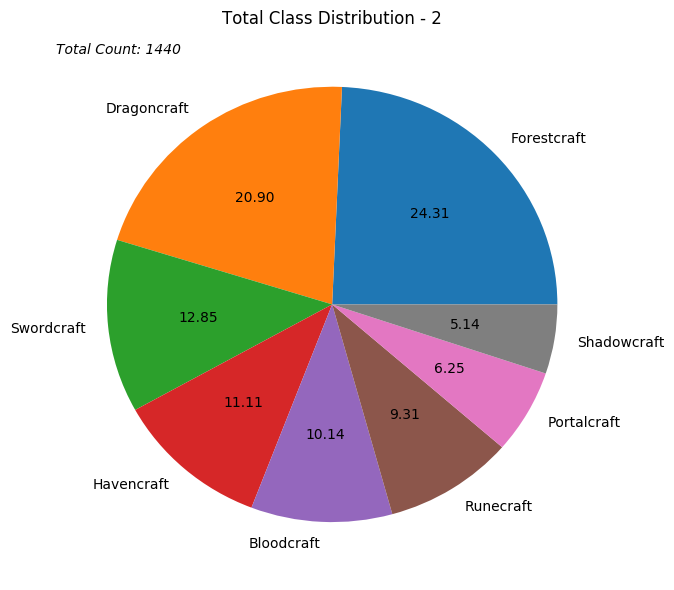 Total Class Distribution - 2
Total Count: 1440
Dragoncraft
Forestcraft
20.90
24.31
12.85
Swordcraft
5.14
Shadowcraft
6.25
11.11
9.31
Portalcraft
10.14
Havencraft
Runecraft
Bloodcraft